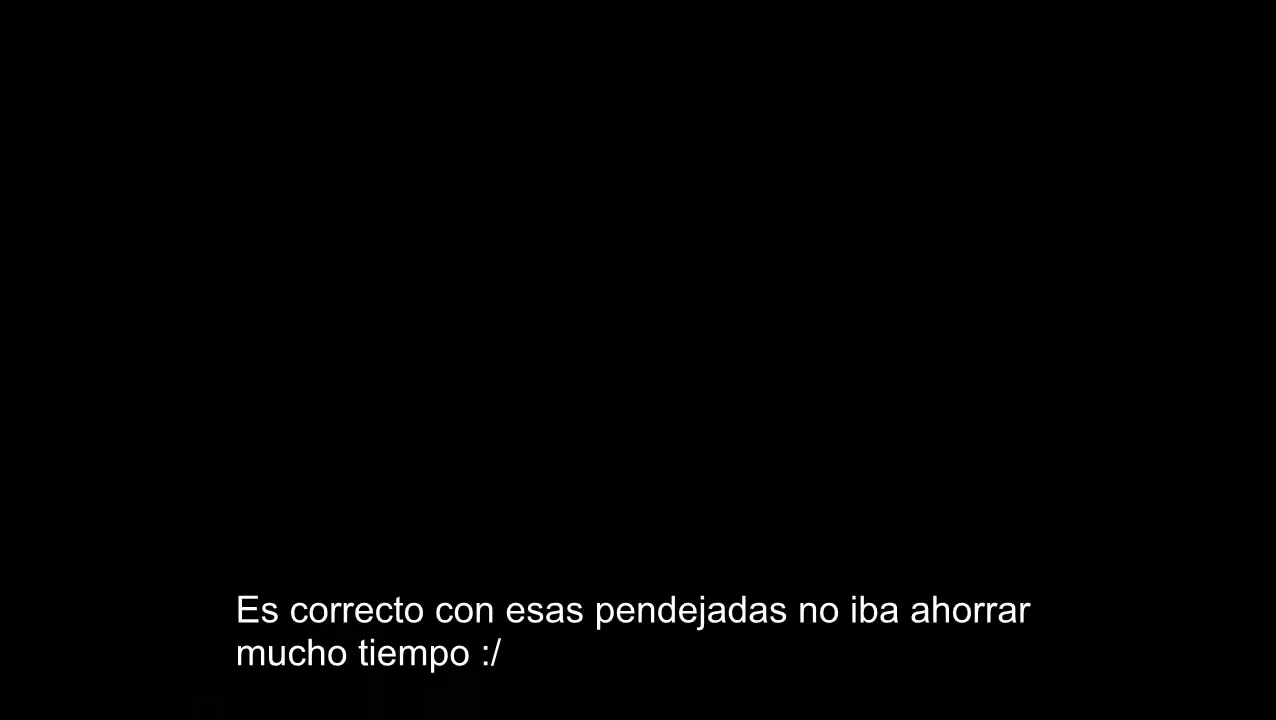 Es correcto con esas pendejadas no iba ahorrar
mucho tiempo :/